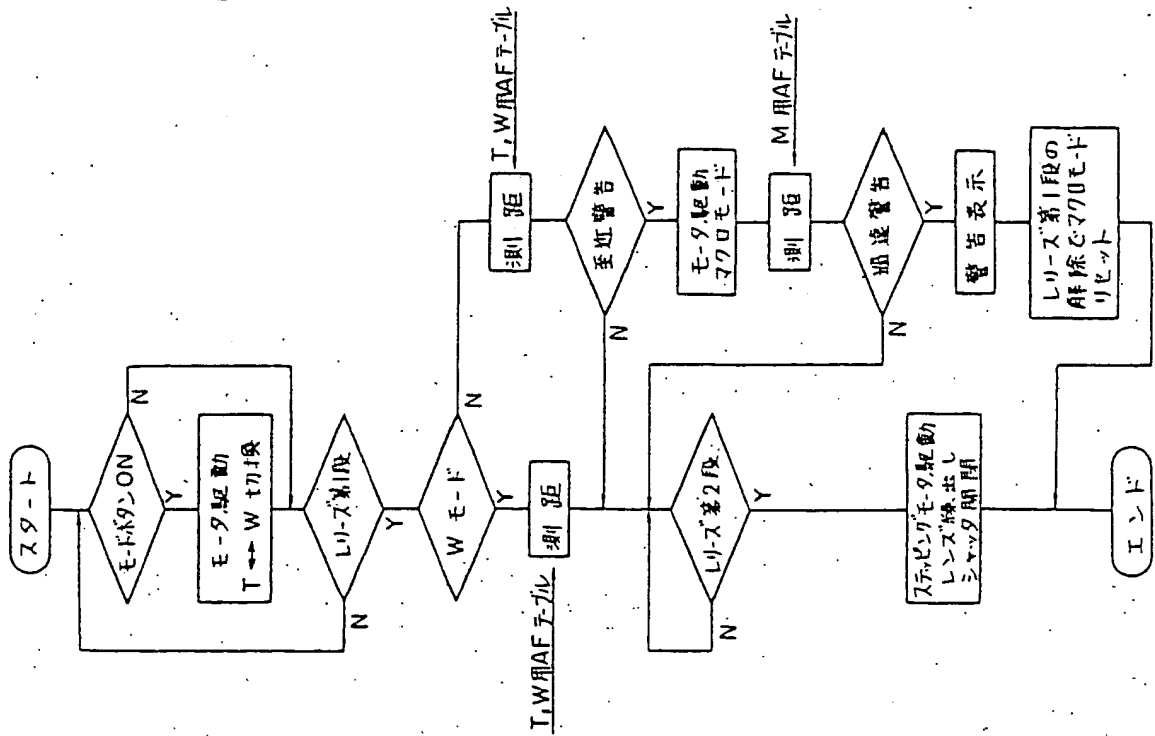 スタート
モードボタンON
Y
N
モータ駆動
T ↔ W 切換
レリーズ第1段
Y
N
W モード
Y
N
測距
T,W用AFテーブル
測距
T,W用AFテーブル
至近警告
Y
N
モータ駆動
マクロモード
測距
M用AFテーブル
過遠警告
Y
N
警告表示
レリーズ第1段の
解除でマクロモード
リセット
レリーズ第2段
Y
N
ステッピングモータ駆動
レンズ繰出し
シャッタ開閉
エンド